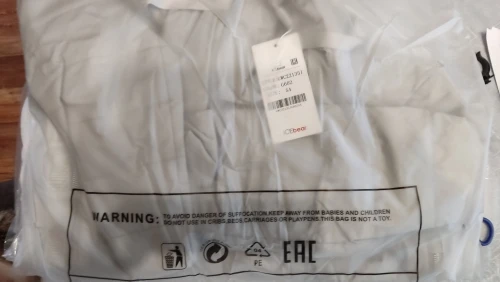 ICEbear
WARNING: TO AVOID DANGER OF SUFFOCATION,KEEP AWAY FROM BABIES AND CHILDREN
DO NOT USE IN CRIBS,BEDS,CARRIAGES OR PLAYPENS.THIS BAG IS NOT A TOY.
PE
EAC